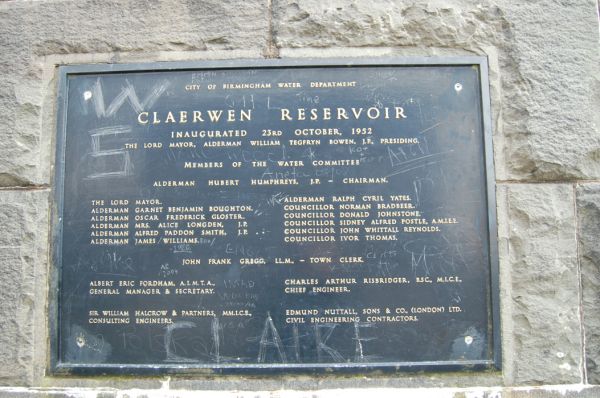 CITY OF BIRMINGHAM WATER DEPARTMENT
CLAERWEN RESERVOIR
INAUGURATED 23RD OCTOBER, 1952
THE LORD MAYOR, ALDERMAN WILLIAM TEGFRYN BOWEN, J.P., PRESIDING.
MEMBERS OF THE WATER COMMITTEE
ALDERMAN HUBERT HUMPHREYS, J.P. – CHAIRMAN.
THE LORD MAYOR.
ALDERMAN GARNET BENJAMIN BOUGHTON.
ALDERMAN OSCAR FREDERICK GLOSTER.
ALDERMAN MRS. ALICE LONGDEN, J.P.
ALDERMAN ALFRED PADDON SMITH, J.P.
ALDERMAN JAMES WILLIAMS.
ALDERMAN RALPH CYRIL YATES.
COUNCILLOR NORMAN BRADBEER.
COUNCILLOR DONALD JOHNSTONE.
COUNCILLOR SIDNEY ALFRED POSTLE, A.M.I.E.E.
COUNCILLOR JOHN WHITTALL REYNOLDS.
COUNCILLOR IVOR THOMAS.
JOHN FRANK GREGG, LL.M., – TOWN CLERK.
ALBERT ERIC FORDHAM, A.I.M.T.A.,
GENERAL MANAGER & SECRETARY.
CHARLES ARTHUR RISBRIDGER, B.SC., M.I.C.E.,
CHIEF ENGINEER.
SIR WILLIAM HALCROW & PARTNERS, MM.I.C.E.,
CONSULTING ENGINEERS.
EDMUND NUTTALL, SONS & CO. (LONDON) LTD.
CIVIL ENGINEERING CONTRACTORS.
W
S
CLAKE